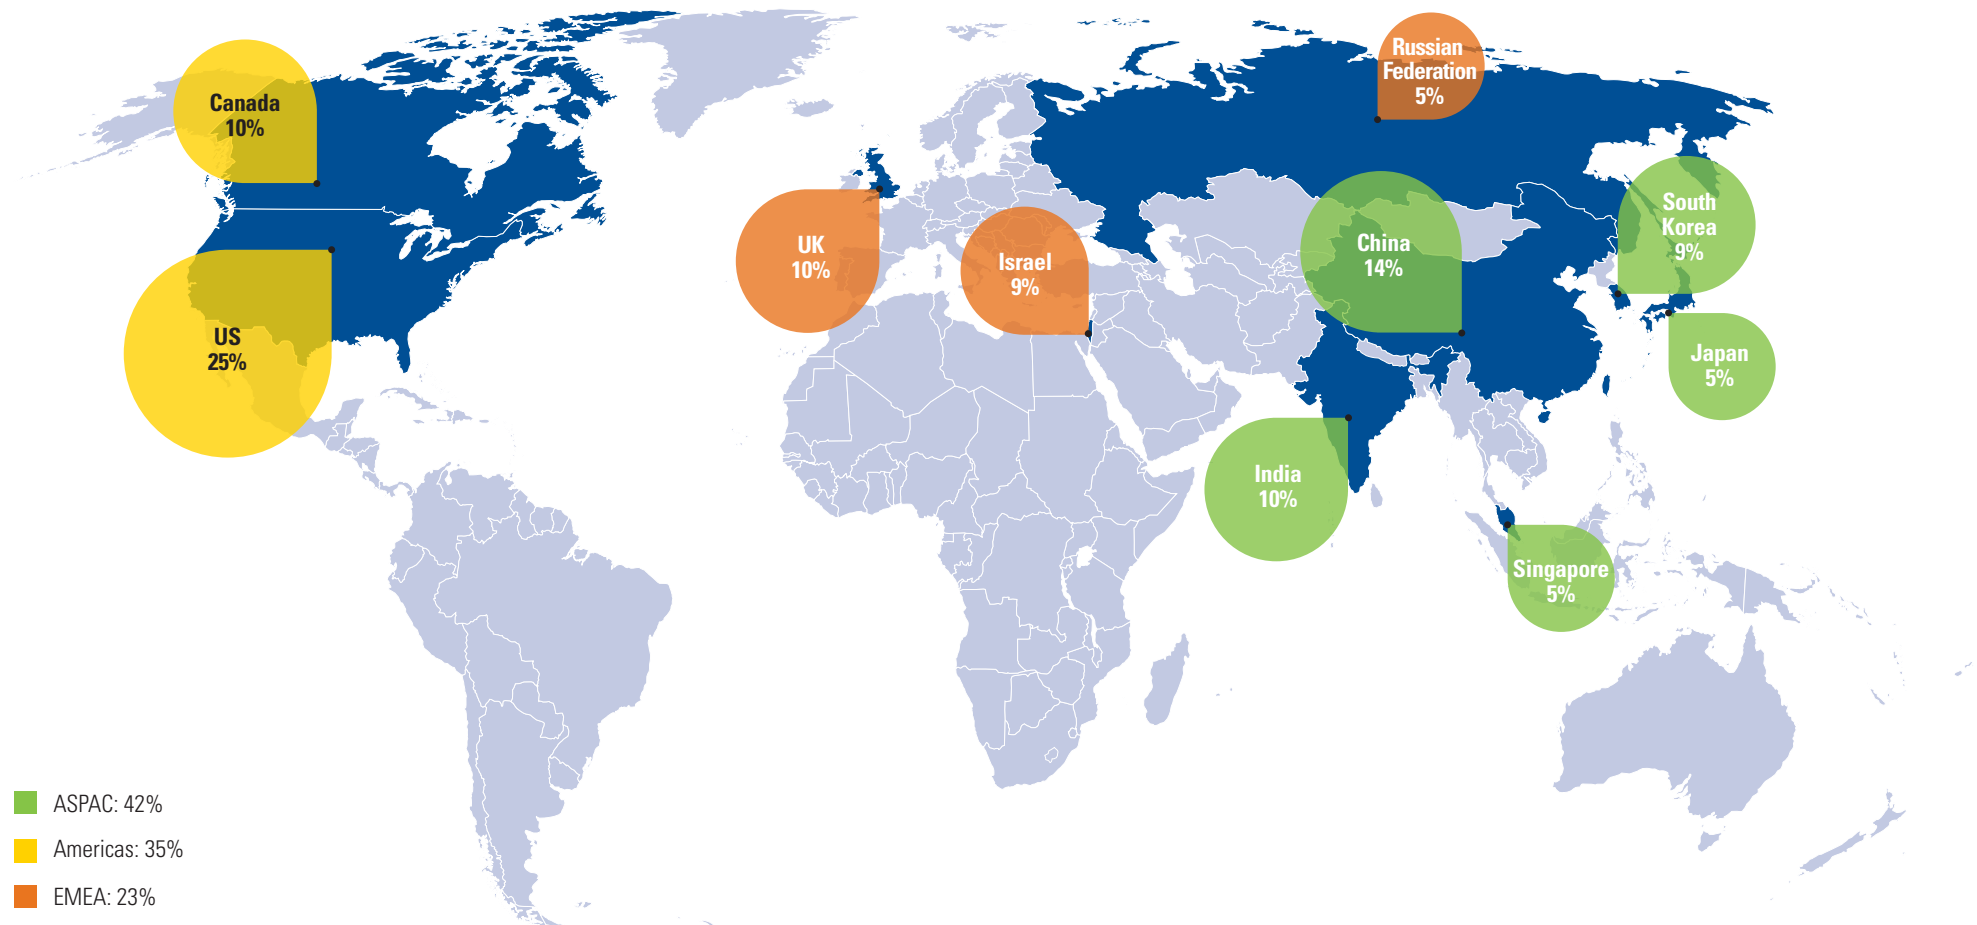 Canada
10%
US
25%
UK
10%
Israel
9%
Russian
Federation
5%
China
14%
South
Korea
9%
Japan
5%
India
10%
Singapore
5%
ASPAC: 42%
Americas: 35%
EMEA: 23%